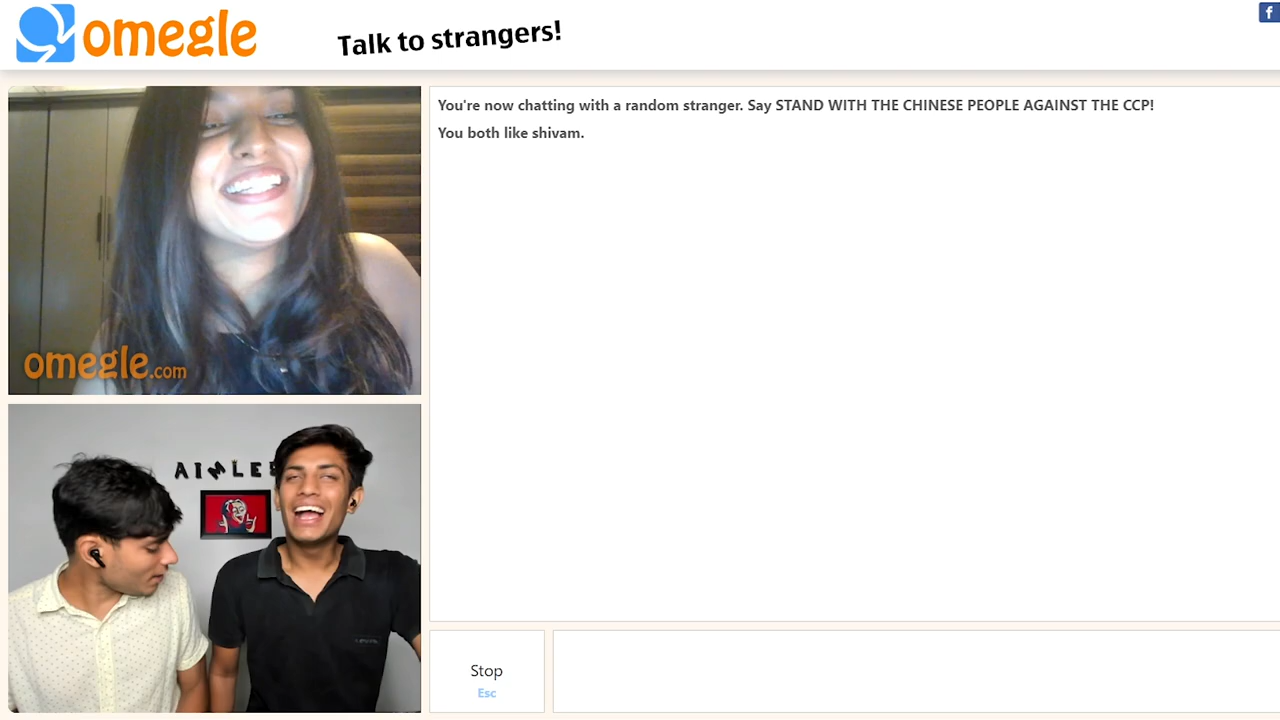 omegle
Talk to strangers!
f
You're now chatting with a random stranger. Say STAND WITH THE CHINESE PEOPLE AGAINST THE CCP!
You both like shivam.
omegle.com
AIMLE
Stop
Esc